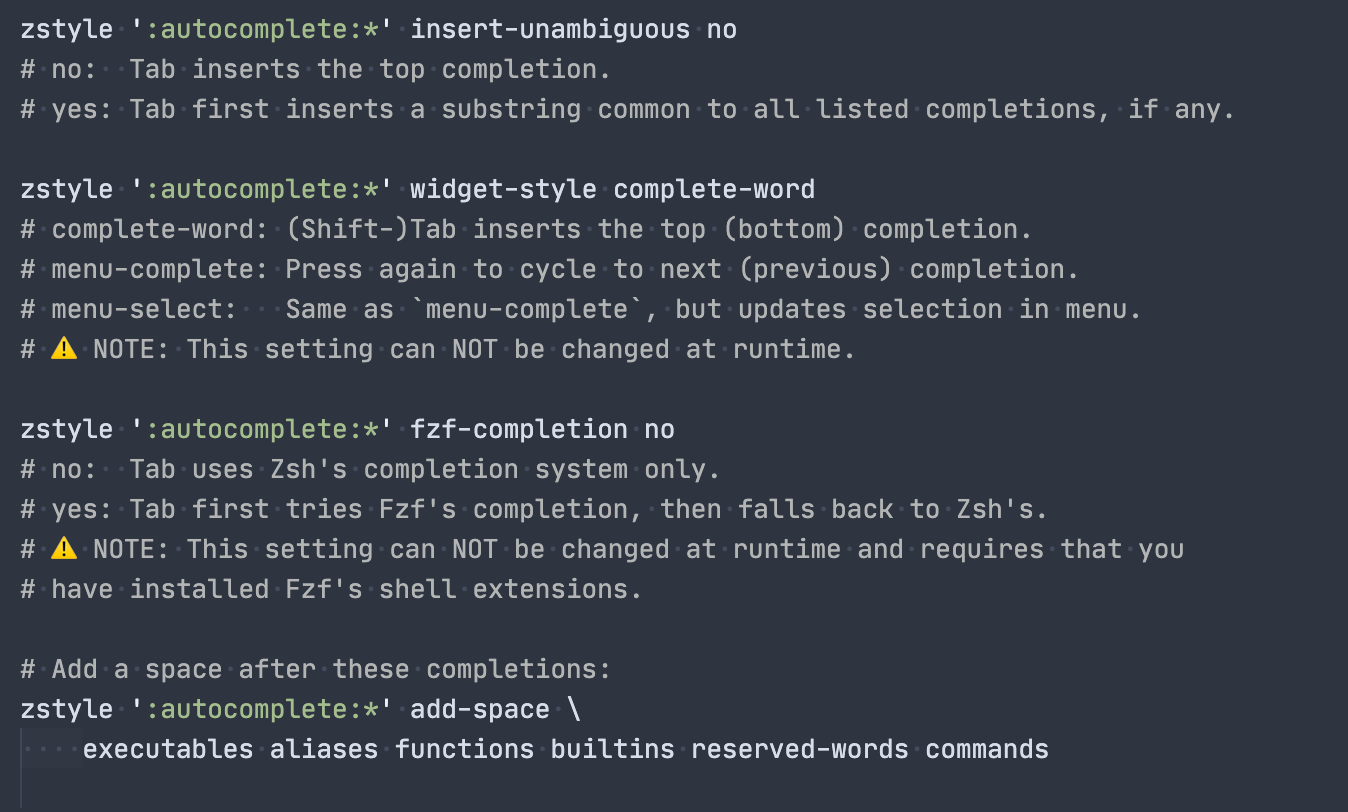 zstyle ':autocomplete:*' insert-unambiguous no
# no:  Tab inserts the top completion.
# yes: Tab first inserts a substring common to all listed completions, if any.

zstyle ':autocomplete:*' widget-style complete-word
# complete-word: (Shift-)Tab inserts the top (bottom) completion.
# menu-complete: Press again to cycle to next (previous) completion.
# menu-select:   Same as `menu-complete`, but updates selection in menu.
# ⚠️ NOTE: This setting can NOT be changed at runtime.

zstyle ':autocomplete:*' fzf-completion no
# no:  Tab uses Zsh's completion system only.
# yes: Tab first tries Fzf's completion, then falls back to Zsh's.
# ⚠️ NOTE: This setting can NOT be changed at runtime and requires that you
# have installed Fzf's shell extensions.

# Add a space after these completions:
zstyle ':autocomplete:*' add-space \
    executables aliases functions builtins reserved-words commands